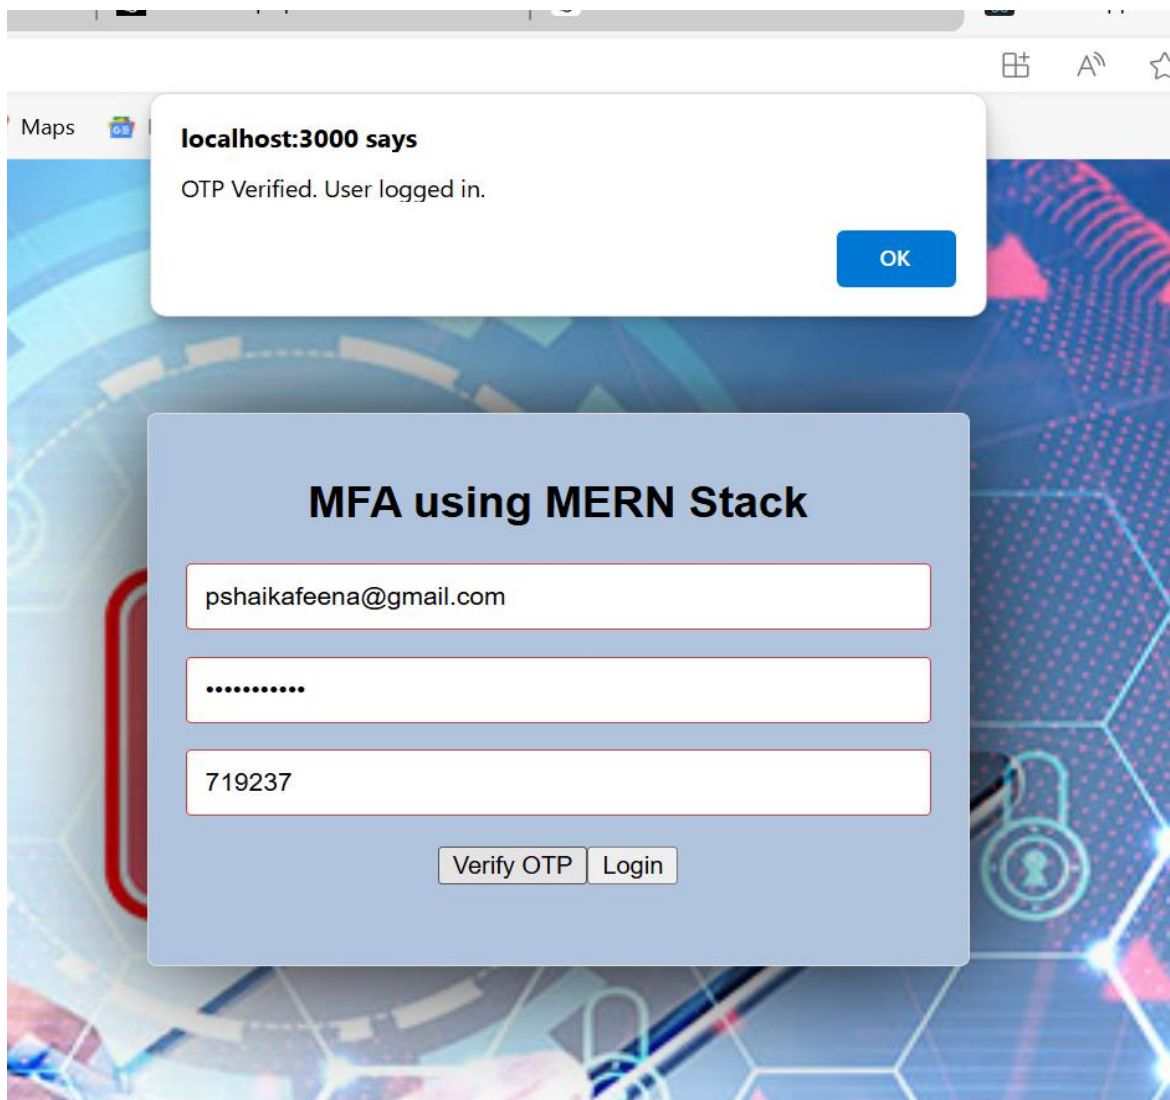 Maps
localhost:3000 says
OTP Verified. User logged in.
OK
MFA using MERN Stack
pshaikafeena@gmail.com
•••••••••••
719237
Verify OTP Login